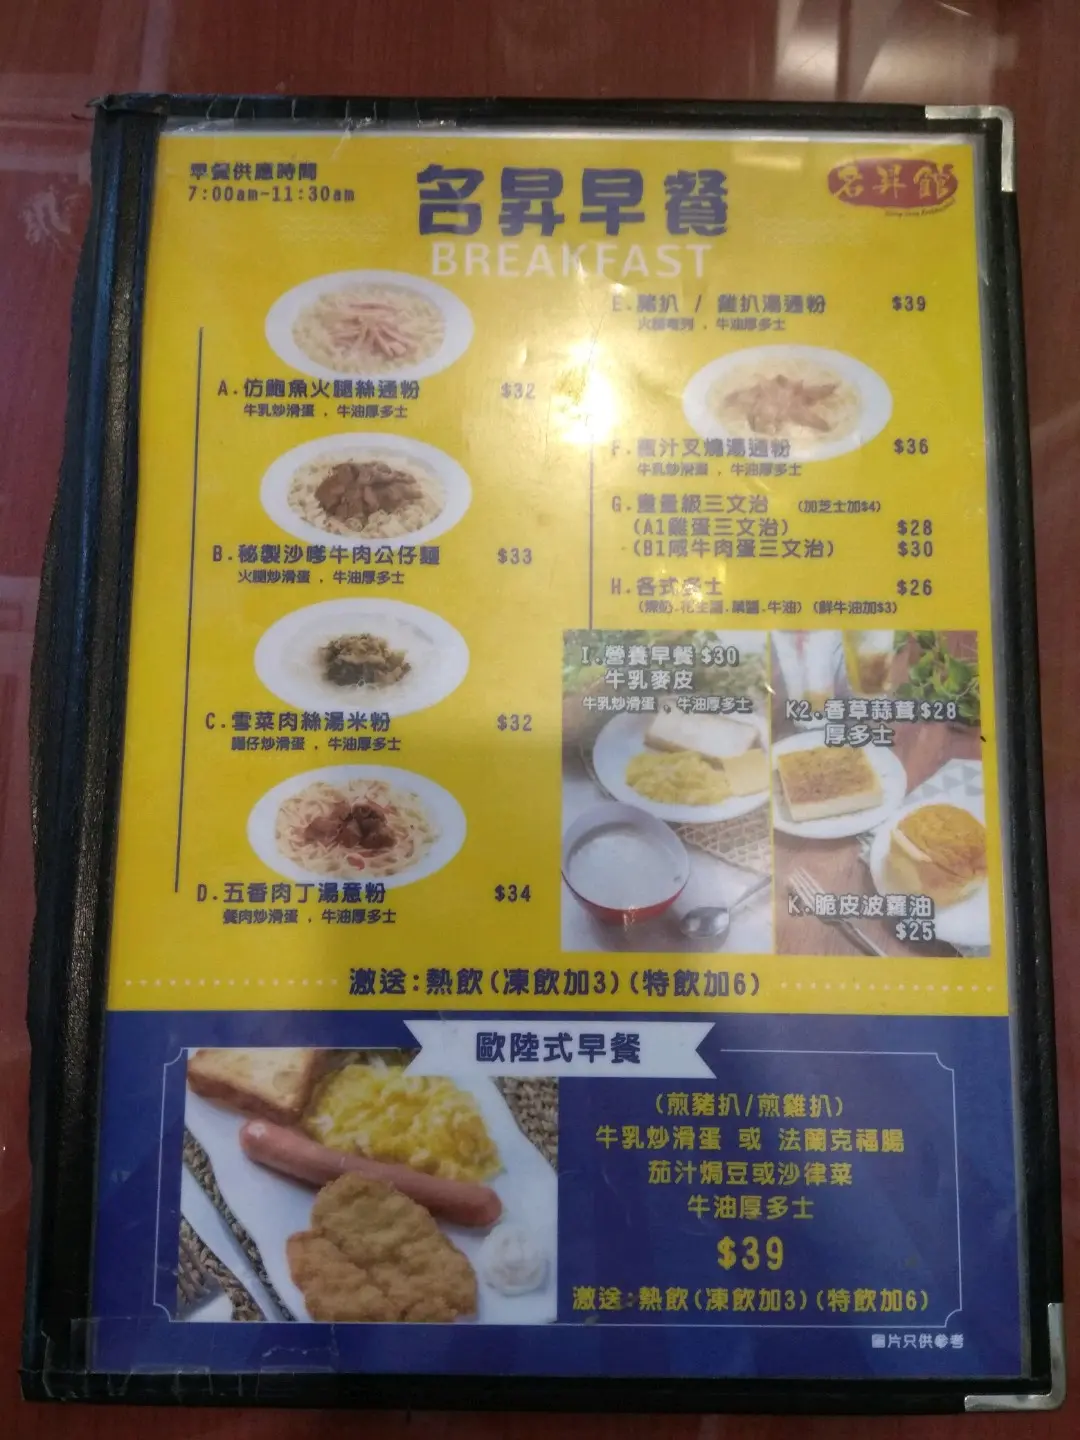 早餐供應時間
7:00am-11:30am
名昇早餐
BREAKFAST
名昇館
A.仿鮑魚火腿絲通粉 $32
牛乳炒滑蛋，牛油厚多士
B.秘製沙嗲牛肉公仔麵 $33
火腿炒滑蛋，牛油厚多士
C.雪菜肉絲湯米粉 $32
腸仔炒滑蛋，牛油厚多士
D.五香肉丁湯意粉 $34
餐肉炒滑蛋，牛油厚多士
E.豬扒 / 雞扒湯通粉 $39
火腿奄列，牛油厚多士
F.蜜汁叉燒湯通粉 $36
牛乳炒滑蛋，牛油厚多士
G.重量級三文治 (加芝士加$4)
(A1雞蛋三文治) $28
(B1咸牛肉蛋三文治) $30
H.各式多士 $26
(煉奶.花生醬.菓醬.牛油)(鮮牛油加$3)
I.營養早餐 $30
牛乳麥皮
牛乳炒滑蛋，牛油厚多士
K2.香草蒜茸 $28
厚多士
K.脆皮波蘿油
$25
激送:熱飲(凍飲加3)(特飲加6)
歐陸式早餐
(煎豬扒/煎雞扒)
牛乳炒滑蛋 或 法蘭克福腸
茄汁焗豆或沙律菜
牛油厚多士
$39
激送:熱飲(凍飲加3)(特飲加6)
圖片只供參考